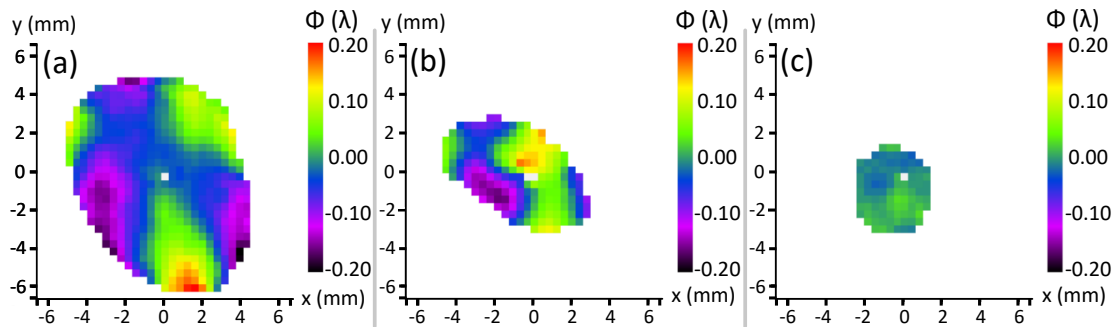 y (mm) Φ (λ) y (mm) Φ (λ) y (mm) Φ (λ)
(a) (b) (c)
6 0.20 6 0.20 6 0.20
4 0.10 4 0.10 4 0.10
2 2 2
0 0.00 0 0.00 0 0.00
-2 -0.10 -2 -0.10 -2 -0.10
-4 -4 -4
-6 -0.20 -6 -0.20 -6 -0.20
x (mm) x (mm) x (mm)
-6 -4 -2 0 2 4 6 -6 -4 -2 0 2 4 6 -6 -4 -2 0 2 4 6